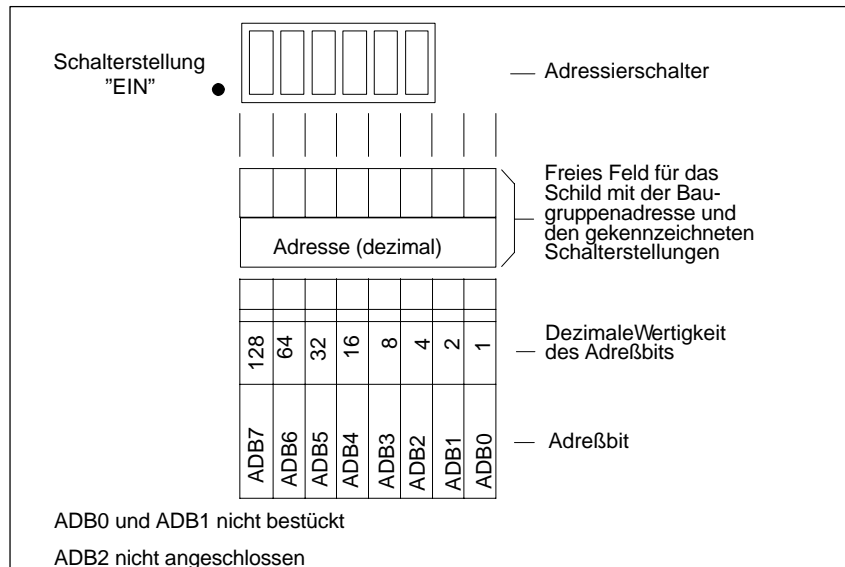 Schalterstellung
”EIN”
Adressierschalter
Freies Feld für das
Schild mit der Bau-
gruppenadresse und
den gekennzeichneten
Schalterstellungen
Adresse (dezimal)
128 64 32 16 8 4 2 1
DezimaleWertigkeit
des Adreßbits
ADB7 ADB6 ADB5 ADB4 ADB3 ADB2 ADB1 ADB0
Adreßbit
ADB0 und ADB1 nicht bestückt
ADB2 nicht angeschlossen